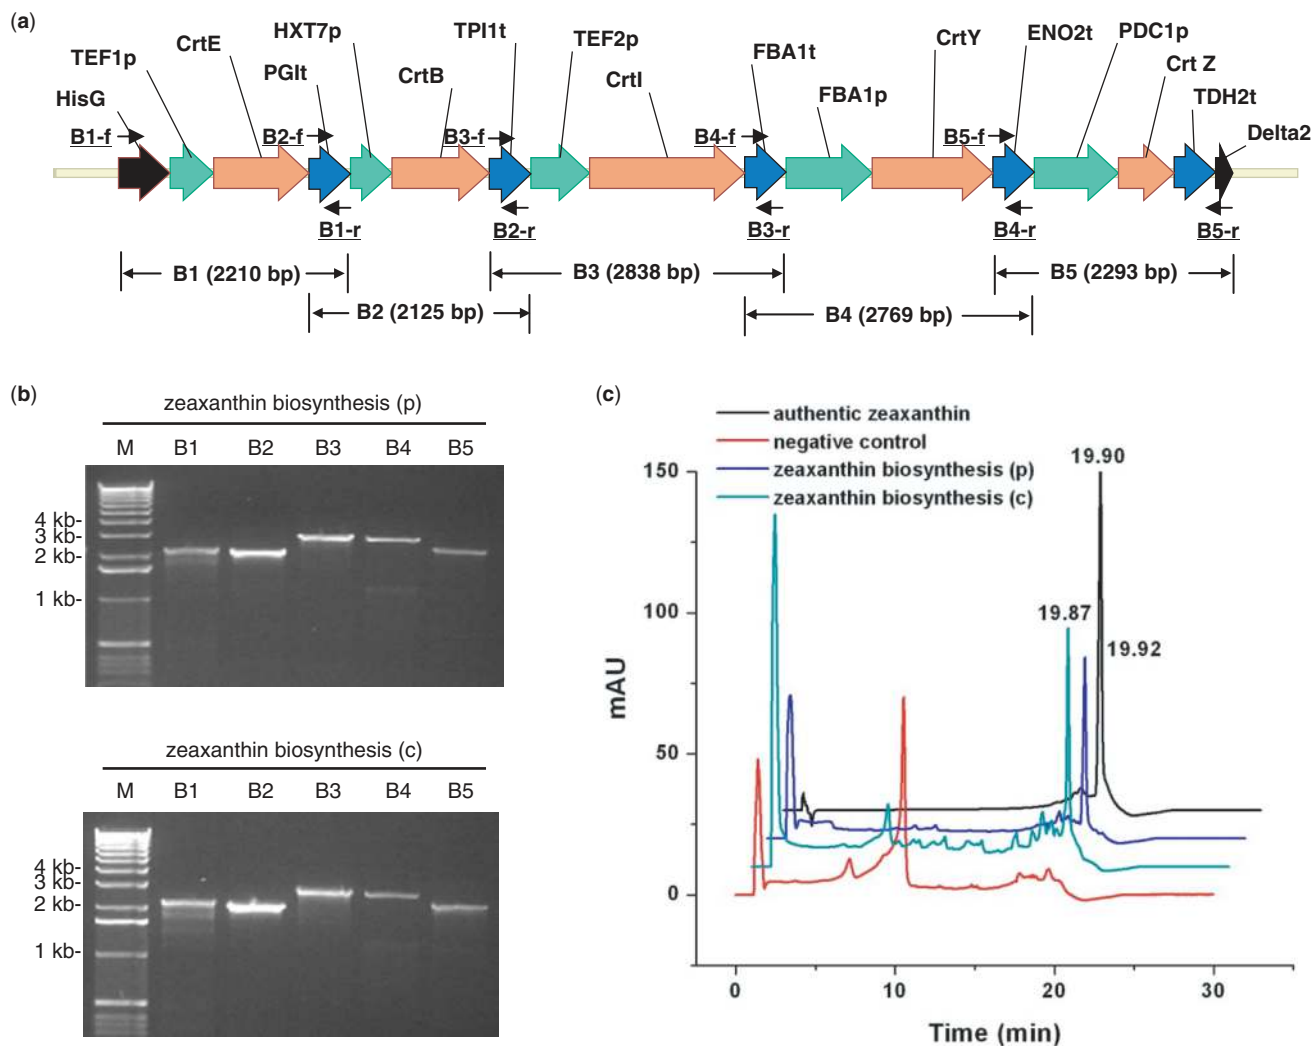 (a)
TEF1p
CrtE
HXT7p
TPI1t
TEF2p
FBA1t
CrtY
ENO2t
PDC1p
HisG
PGIt
CrtB
CrtI
FBA1p
Crt Z
TDH2t
Delta2
B1-f
B2-f
B3-f
B4-f
B5-f
B1-r
B2-r
B3-r
B4-r
B5-r
B1 (2210 bp)
B3 (2838 bp)
B5 (2293 bp)
B2 (2125 bp)
B4 (2769 bp)
(b)
zeaxanthin biosynthesis (p)
M B1 B2 B3 B4 B5
4 kb-
3 kb-
2 kb-
1 kb-
zeaxanthin biosynthesis (c)
M B1 B2 B3 B4 B5
4 kb-
3 kb-
2 kb-
1 kb-
(c)
authentic zeaxanthin
negative control
zeaxanthin biosynthesis (p)
zeaxanthin biosynthesis (c)
19.90
19.87
19.92
150
100
50
0
mAU
0 10 20 30
Time (min)